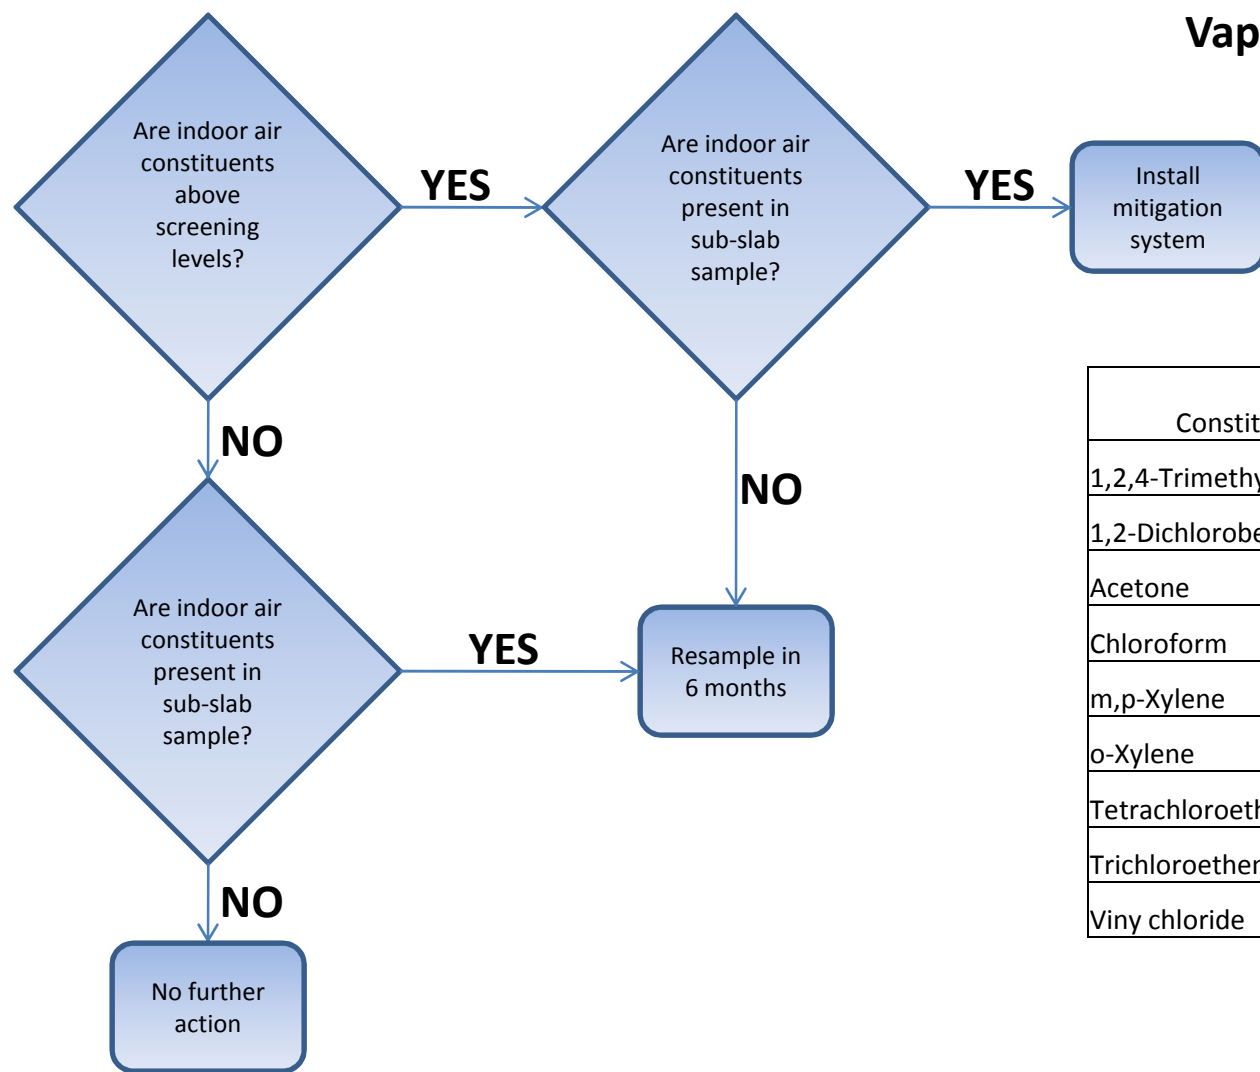 Vap
Are indoor air
constituents
above
screening
levels?
YES
Are indoor air
constituents
present in
sub-slab
sample?
YES
Install
mitigation
system
NO
NO
Are indoor air
constituents
present in
sub-slab
sample?
YES
Resample in
6 months
NO
No further
action
Constit
1,2,4-Trimethy
1,2-Dichlorobe
Acetone
Chloroform
m,p-Xylene
o-Xylene
Tetrachloroeth
Trichloroethen
Viny chloride